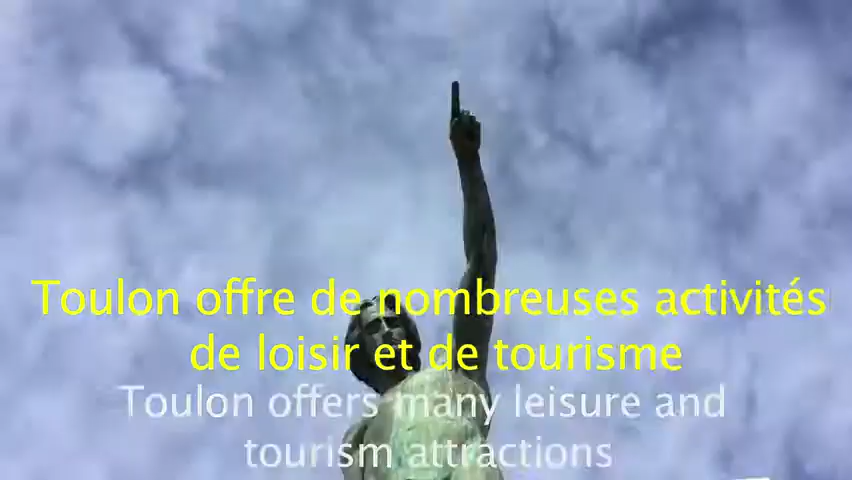 Toulon offre de nombreuses activités
de loisir et de tourisme
Toulon offers many leisure and
tourism attractions